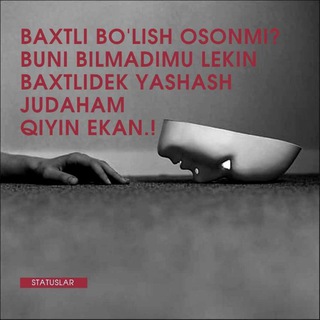 BAXTLI BO'LISH OSONMI?
BUNI BILMADIMU LEKIN
BAXTLIDEK YASHASH
JUDAHAM
QIYIN EKAN.!
STATUSLAR